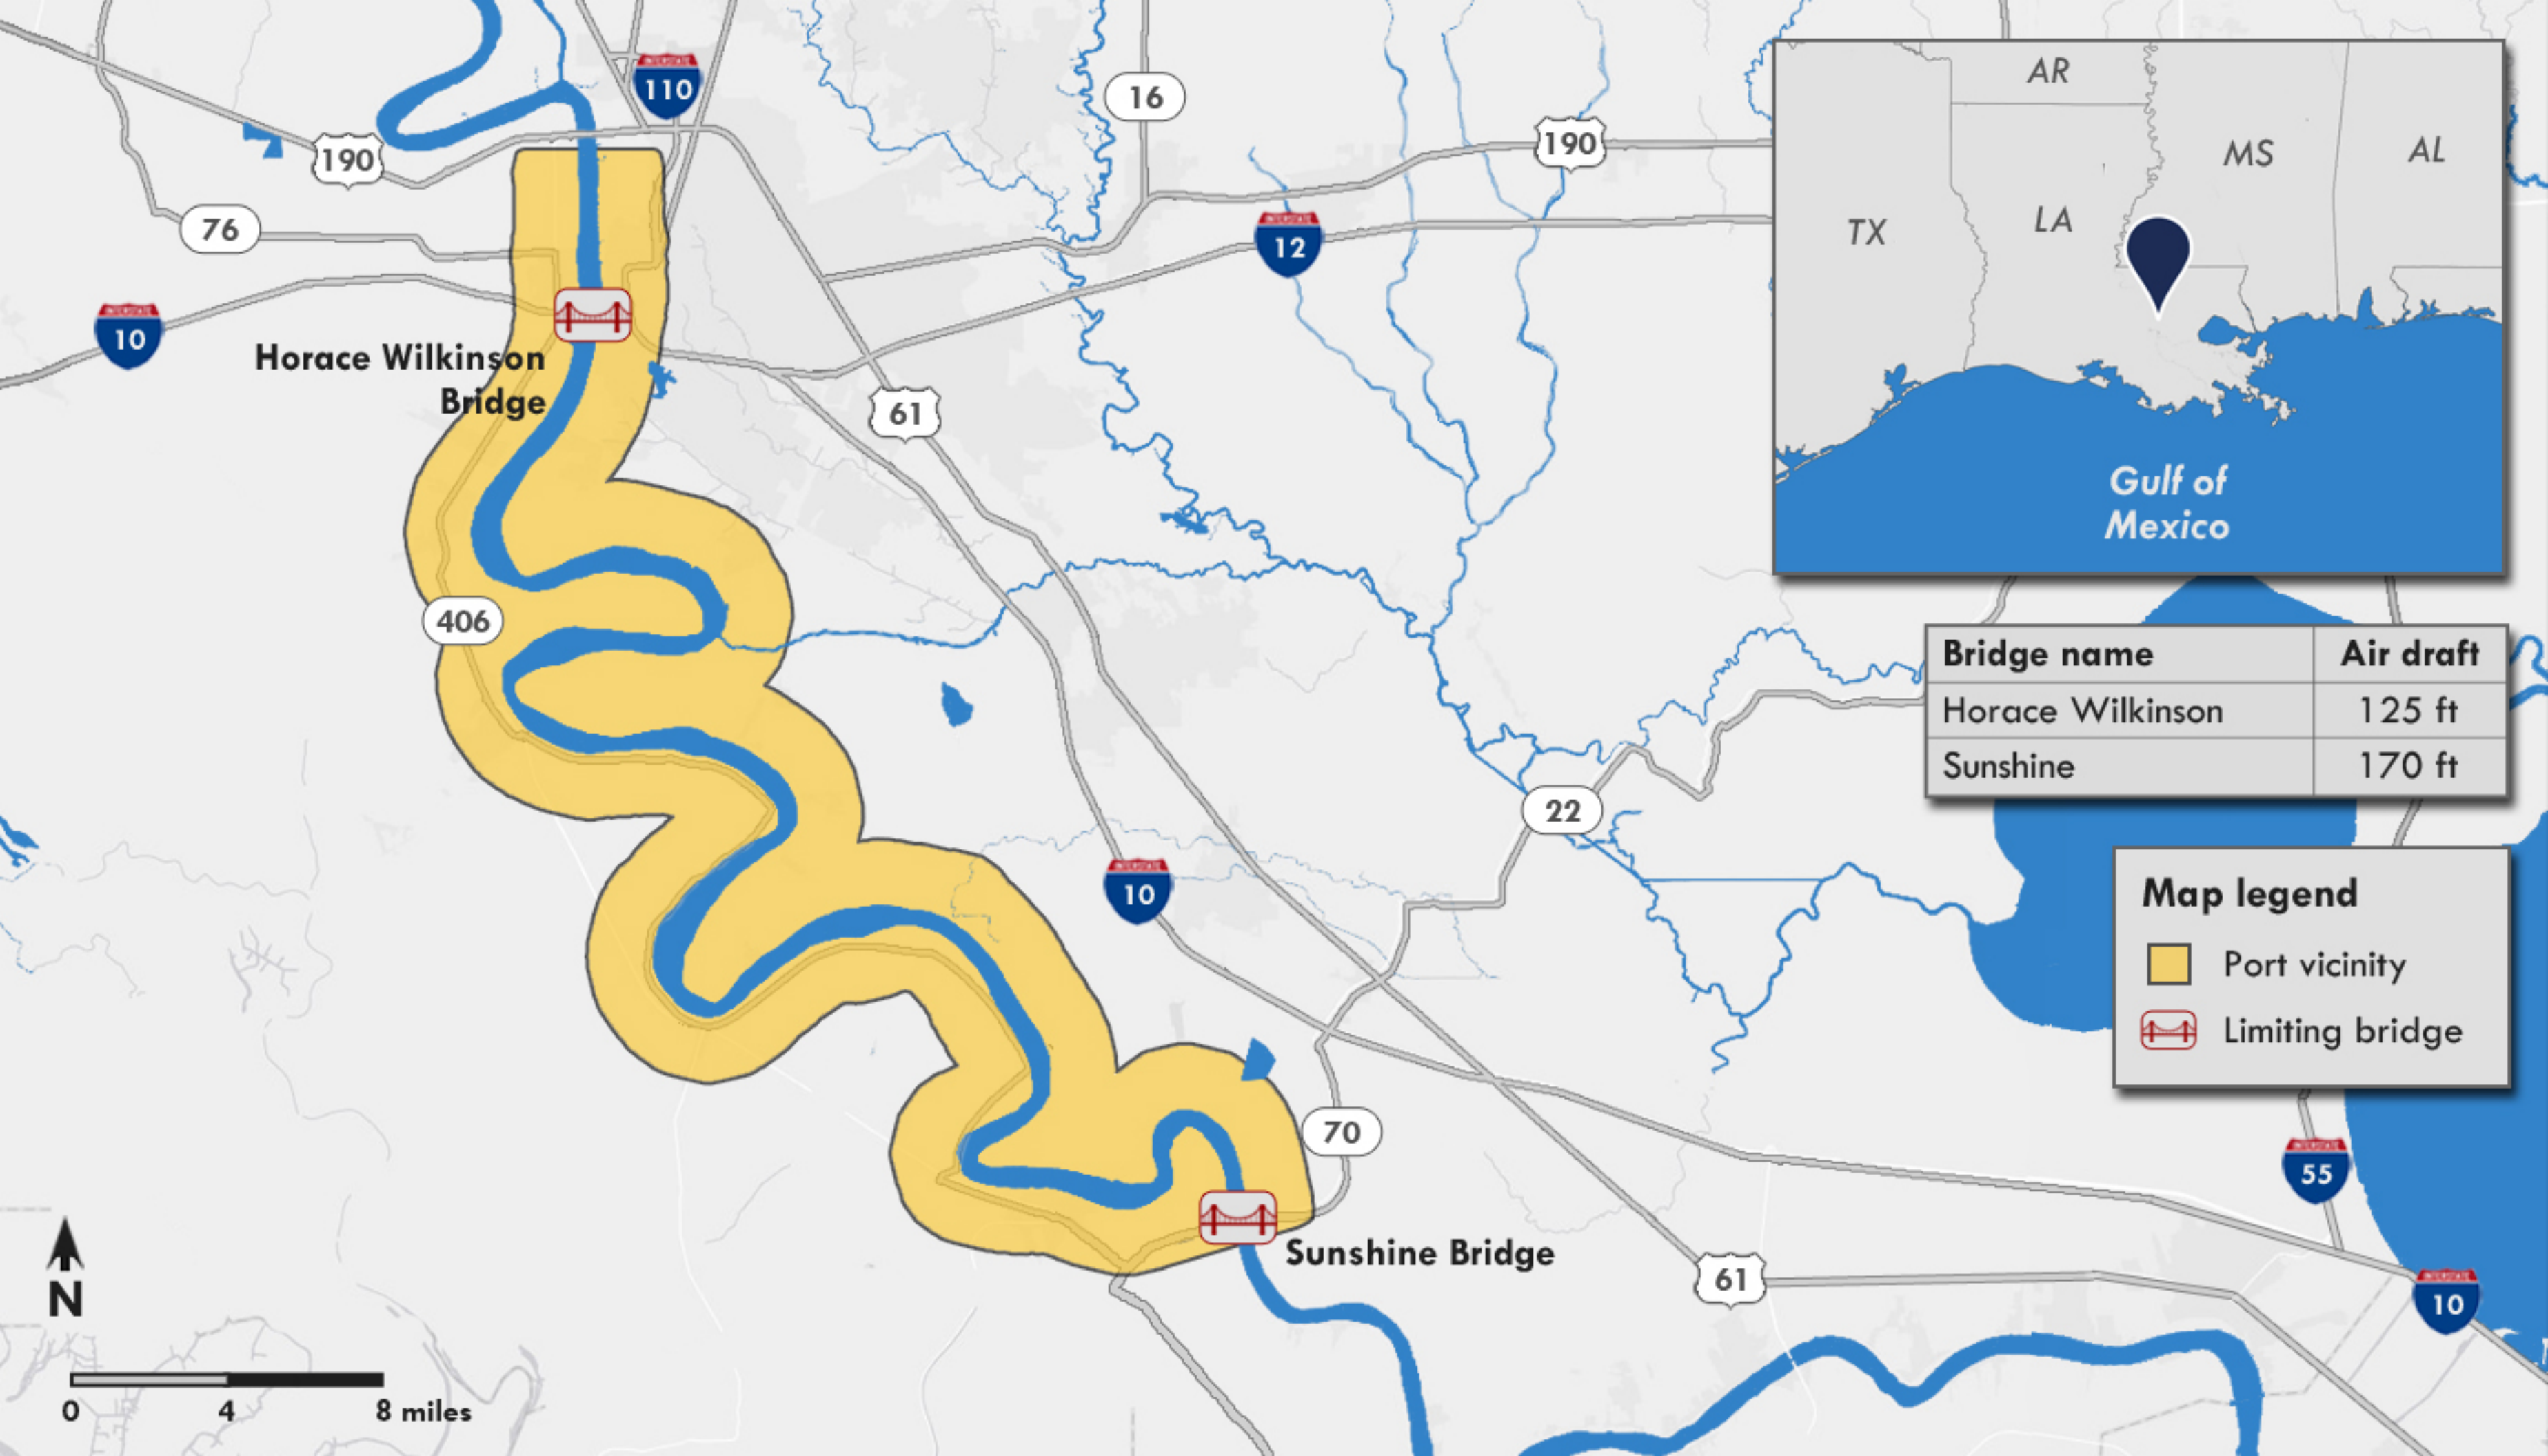 110
16
190
190
76
12
10
Horace Wilkinson
Bridge
61
406
10
22
70
Sunshine Bridge
61
55
10
N
0 4 8 miles
AR
MS
AL
TX
LA
Gulf of
Mexico
Bridge name Air draft
Horace Wilkinson 125 ft
Sunshine 170 ft
Map legend
Port vicinity
Limiting bridge